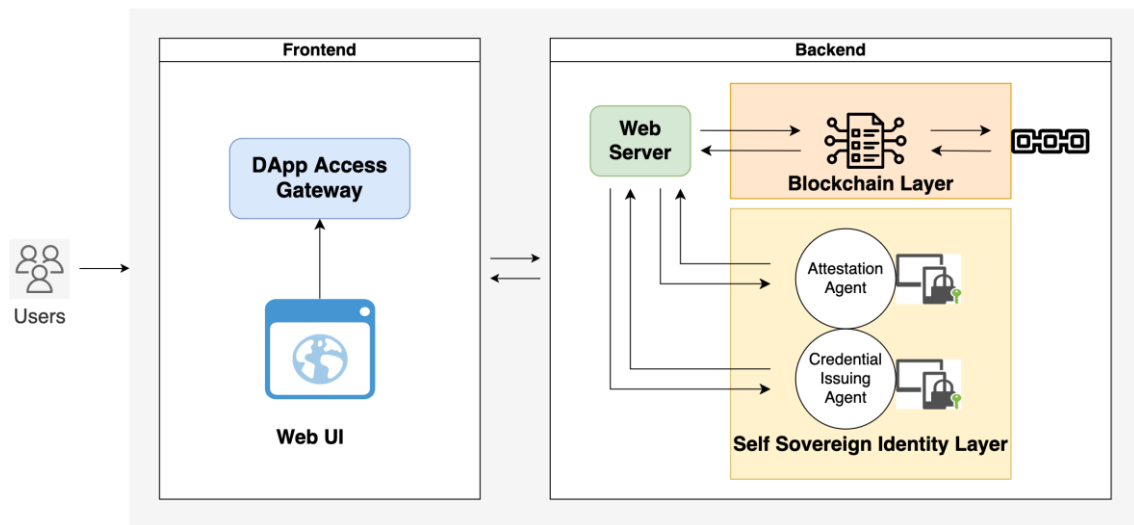 Frontend
Backend
DApp Access
Gateway
Web
Server
Blockchain Layer
Users
Attestation
Agent
Credential
Issuing
Agent
Web UI
Self Sovereign Identity Layer